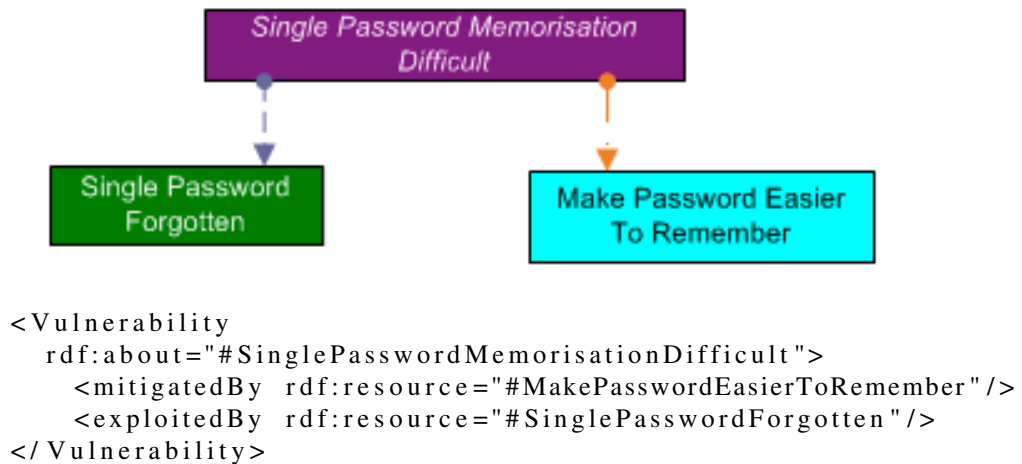 Single Password Memorisation
Difficult
Single Password
Forgotten
Make Password Easier
To Remember
<Vulnerability
rdf:about="#SinglePasswordMemorisationDifficult">
<mitigatedBy rdf:resource="#MakePasswordEasierToRemember"/>
<exploitedBy rdf:resource="#SinglePasswordForgotten"/>
</Vulnerability>